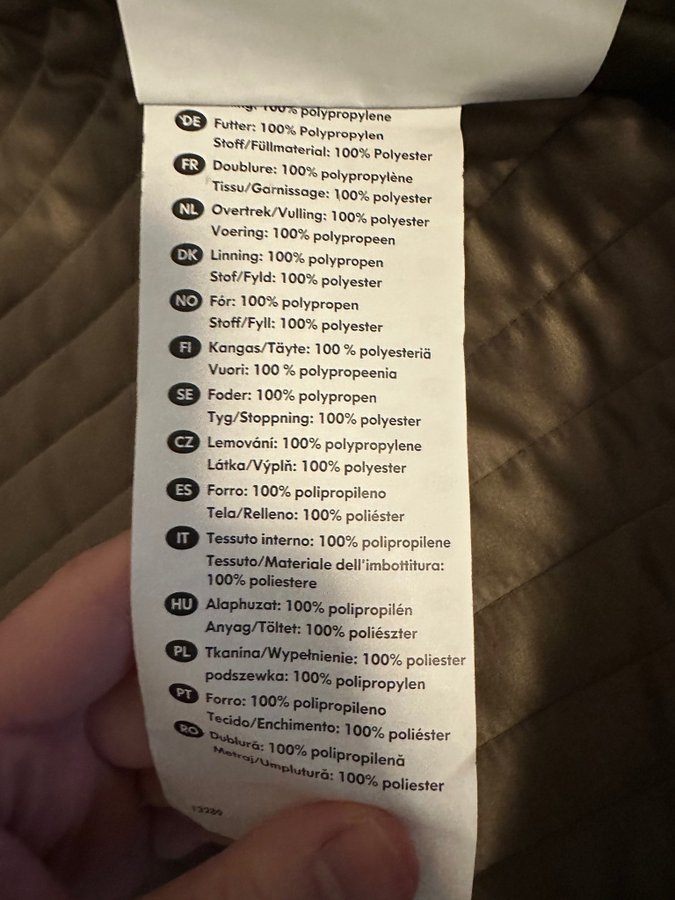 100% polypropylene
DE Futter: 100% Polypropylen
Stoff/Füllmaterial: 100% Polyester
FR Doublure: 100% polypropylène
Tissu/Garnissage: 100% polyester
NL Overtrek/Vulling: 100% polyester
Voering: 100% polypropeen
DK Linning: 100% polypropen
Stof/Fyld: 100% polyester
NO Fór: 100% polypropen
Stoff/Fyll: 100% polyester
FI Kangas/Täyte: 100 % polyesteriä
Vuori: 100 % polypropeenia
SE Foder: 100% polypropen
Tyg/Stoppning: 100% polyester
CZ Lemování: 100% polypropylene
Látka/Výplň: 100% polyester
ES Forro: 100% polipropileno
Tela/Relleno: 100% poliéster
IT Tessuto interno: 100% polipropilene
Tessuto/Materiale dell'imbottitura:
100% poliestere
HU Alaphuzat: 100% polipropilén
Anyag/Töltet: 100% poliészter
PL Tkanina/Wypełnienie: 100% poliester
podszewka: 100% polipropylen
PT Forro: 100% polipropileno
Tecido/Enchimento: 100% poliéster
RO Dublură: 100% polipropilenă
Metraj/Umplutură: 100% poliester